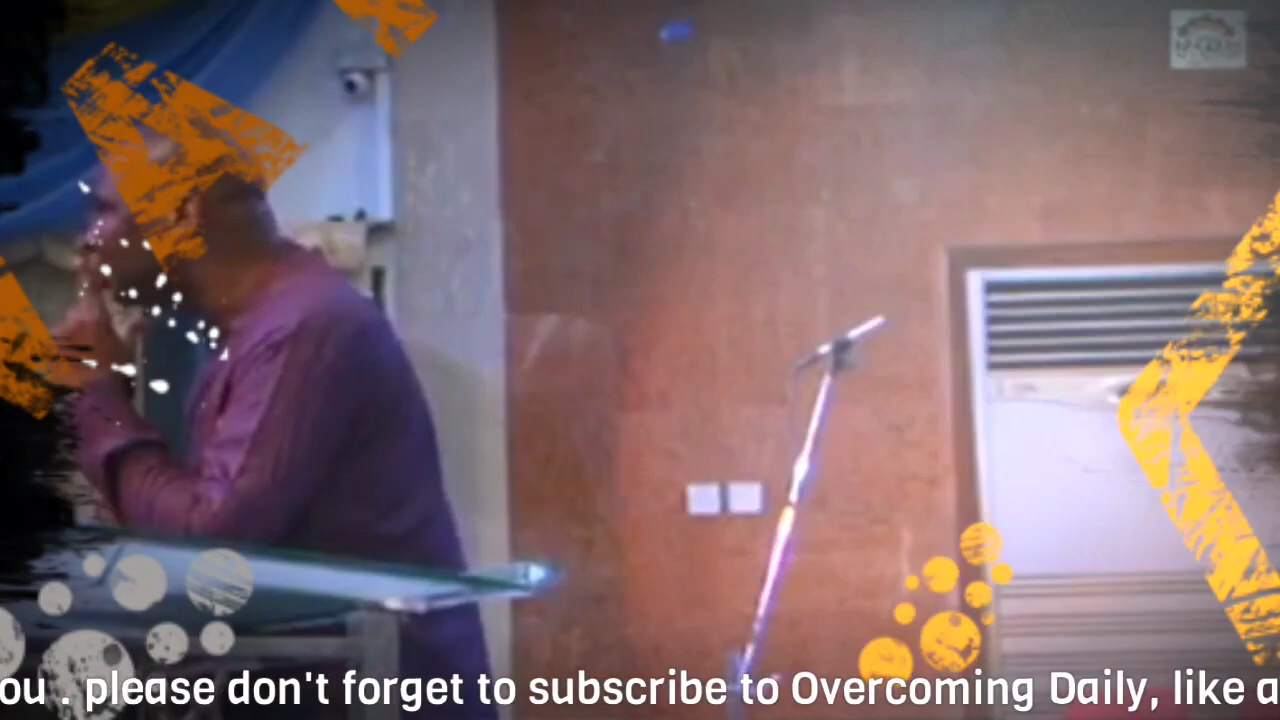 ou . please don't forget to subscribe to Overcoming Daily, like a